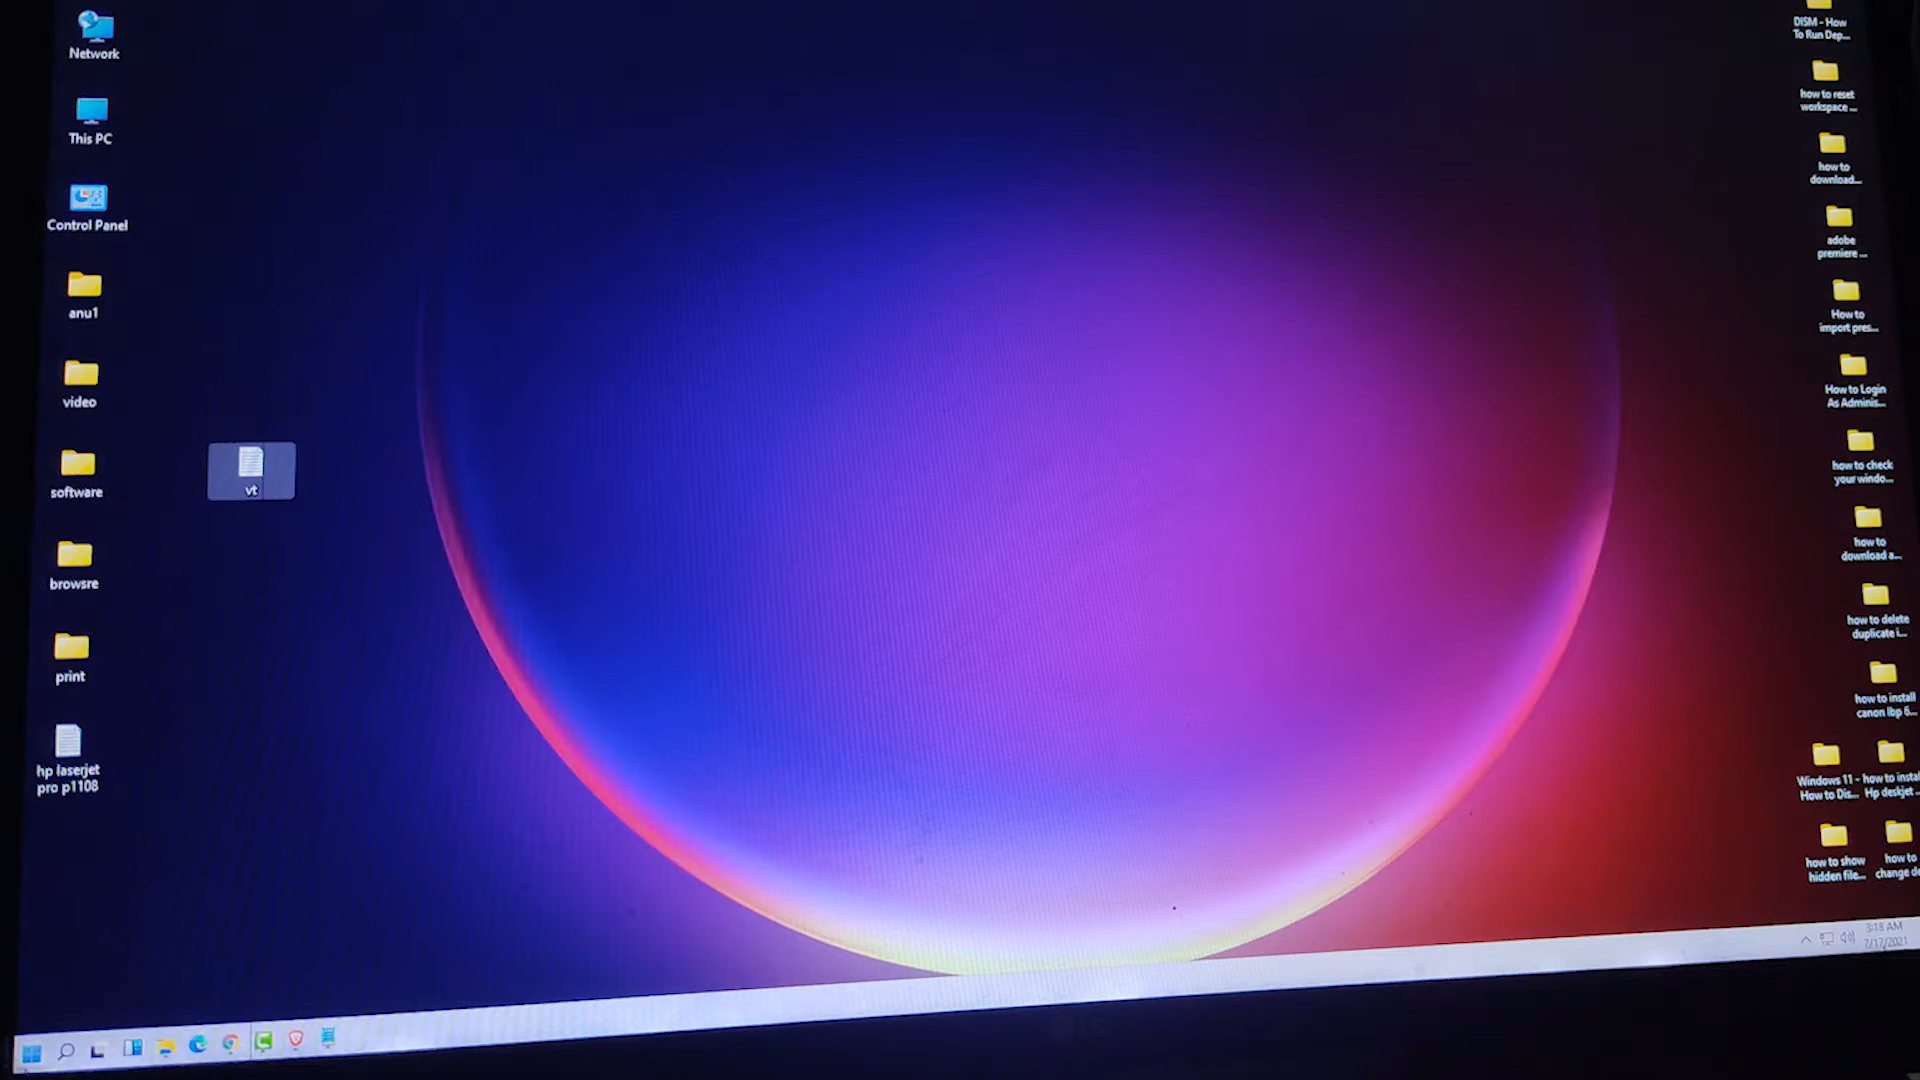 Network
This PC
Control Panel
anu1
video
software
vt
browsre
print
hp laserjet
pro p1108
DISM - How
To Run Dep...
how to reset
workspace ...
how to
download...
adobe
premiere ...
How to
import pres...
How to Login
As Adminis...
how to check
your windo...
how to
download a...
how to delete
duplicate i...
how to install
canon lbp 6...
Windows 11 -
How to Dis...
how to instal
Hp deskjet ...
how to show
hidden file...
how to
change de
3:18 AM
7/17/2021